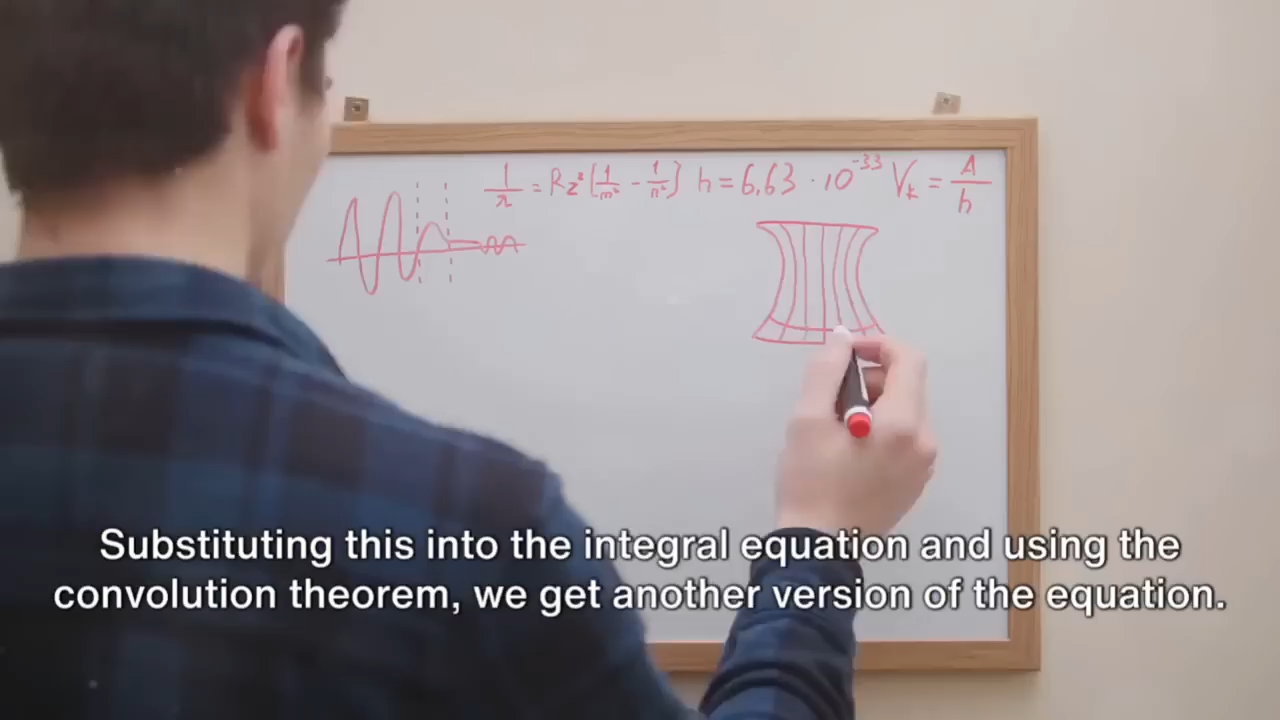 1/λ = Rz²(1/m² - 1/n²) h = 6,63 · 10⁻³³ Vₖ = A/h
Substituting this into the integral equation and using the
convolution theorem, we get another version of the equation.